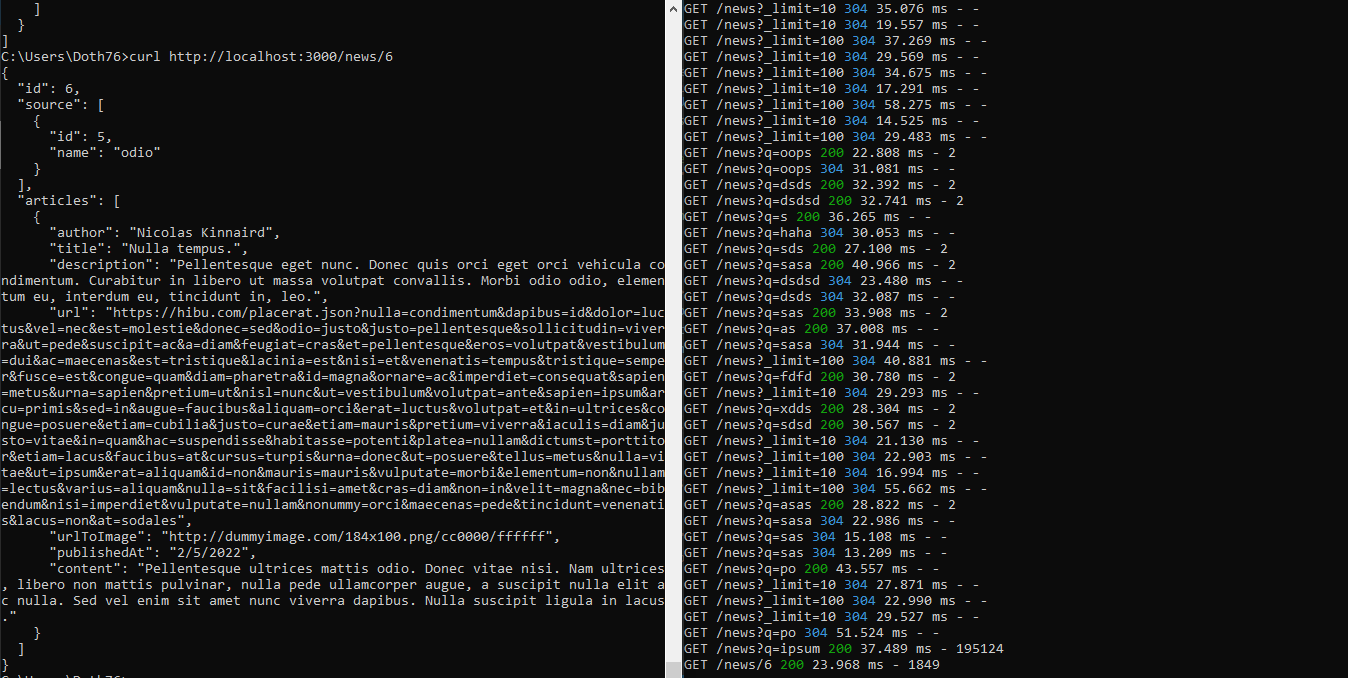 ]
  }
]
C:\Users\Doth76>curl http://localhost:3000/news/6
{
  "id": 6,
  "source": [
    {
      "id": 5,
      "name": "odio"
    }
  ],
  "articles": [
    {
      "author": "Nicolas Kinnaird",
      "title": "Nulla tempus.",
      "description": "Pellentesque eget nunc. Donec quis orci eget orci vehicula co
ndimentum. Curabitur in libero ut massa volutpat convallis. Morbi odio odio, elemen
tum eu, interdum eu, tincidunt in, leo.",
      "url": "https://hibu.com/placerat.json?nulla=condimentum&dapibus=id&dolor=luc
tus&vel=nec&est=molestie&donec=sed&odio=justo&justo=pellentesque&sollicitudin=viver
ra&ut=pede&suscipit=ac&a=diam&feugiat=cras&et=pellentesque&eros=volutpat&vestibulum
=dui&ac=maecenas&est=tristique&lacinia=est&nisi=et&venenatis=tempus&tristique=sempe
r&fusce=est&congue=quam&diam=pharetra&id=magna&ornare=ac&imperdiet=consequat&sapien
=metus&urna=sapien&pretium=ut&nisl=nunc&ut=vestibulum&volutpat=ante&sapien=ipsum&ar
cu=primis&sed=in&augue=faucibus&aliquam=orci&erat=luctus&volutpat=et&in=ultrices&co
ngue=posuere&etiam=cubilia&justo=curae&etiam=mauris&pretium=viverra&iaculis=diam&ju
sto=vitae&in=quam&hac=suspendisse&habitasse=potenti&platea=nullam&dictumst=porttito
r&etiam=lacus&faucibus=at&cursus=turpis&urna=donec&ut=posuere&tellus=metus&nulla=vi
tae&ut=ipsum&erat=aliquam&id=non&mauris=mauris&vulputate=morbi&elementum=non&nullam
=lectus&varius=aliquam&nulla=sit&facilisi=amet&cras=diam&non=in&velit=magna&nec=bib
endum&nisi=imperdiet&vulputate=nullam&nonummy=orci&maecenas=pede&tincidunt=venenati
s&lacus=non&at=sodales",
      "urlToImage": "http://dummyimage.com/184x100.png/cc0000/ffffff",
      "publishedAt": "2/5/2022",
      "content": "Pellentesque ultrices mattis odio. Donec vitae nisi. Nam ultrices
, libero non mattis pulvinar, nulla pede ullamcorper augue, a suscipit nulla elit a
c nulla. Sed vel enim sit amet nunc viverra dapibus. Nulla suscipit ligula in lacus
."
    }
  ]
}
C:\Users\Doth76>
GET /news?_limit=10 304 35.076 ms - -
GET /news?_limit=10 304 19.557 ms - -
GET /news?_limit=100 304 37.269 ms - -
GET /news?_limit=10 304 29.569 ms - -
GET /news?_limit=100 304 34.675 ms - -
GET /news?_limit=10 304 17.291 ms - -
GET /news?_limit=100 304 58.275 ms - -
GET /news?_limit=10 304 14.525 ms - -
GET /news?_limit=100 304 29.483 ms - -
GET /news?q=oops 200 22.808 ms - 2
GET /news?q=oops 304 31.081 ms - -
GET /news?q=dsds 200 32.392 ms - 2
GET /news?q=dsdsd 200 32.741 ms - 2
GET /news?q=s 200 36.265 ms - -
GET /news?q=haha 304 30.053 ms - -
GET /news?q=sds 200 27.100 ms - 2
GET /news?q=sasa 200 40.966 ms - 2
GET /news?q=dsdsd 304 23.480 ms - -
GET /news?q=dsds 304 32.087 ms - -
GET /news?q=sas 200 33.908 ms - 2
GET /news?q=as 200 37.008 ms - -
GET /news?q=sasa 304 31.944 ms - -
GET /news?_limit=100 304 40.881 ms - -
GET /news?q=fdfd 200 30.780 ms - 2
GET /news?_limit=10 304 29.293 ms - -
GET /news?q=xdds 200 28.304 ms - 2
GET /news?q=sdsd 200 30.567 ms - 2
GET /news?_limit=10 304 21.130 ms - -
GET /news?_limit=100 304 22.903 ms - -
GET /news?_limit=10 304 16.994 ms - -
GET /news?_limit=100 304 55.662 ms - -
GET /news?q=asas 200 28.822 ms - 2
GET /news?q=sasa 304 22.986 ms - -
GET /news?q=sas 304 15.108 ms - -
GET /news?q=sas 304 13.209 ms - -
GET /news?q=po 200 43.557 ms - -
GET /news?_limit=10 304 27.871 ms - -
GET /news?_limit=100 304 22.990 ms - -
GET /news?_limit=10 304 29.527 ms - -
GET /news?q=po 304 51.524 ms - -
GET /news?q=ipsum 200 37.489 ms - 195124
GET /news/6 200 23.968 ms - 1849